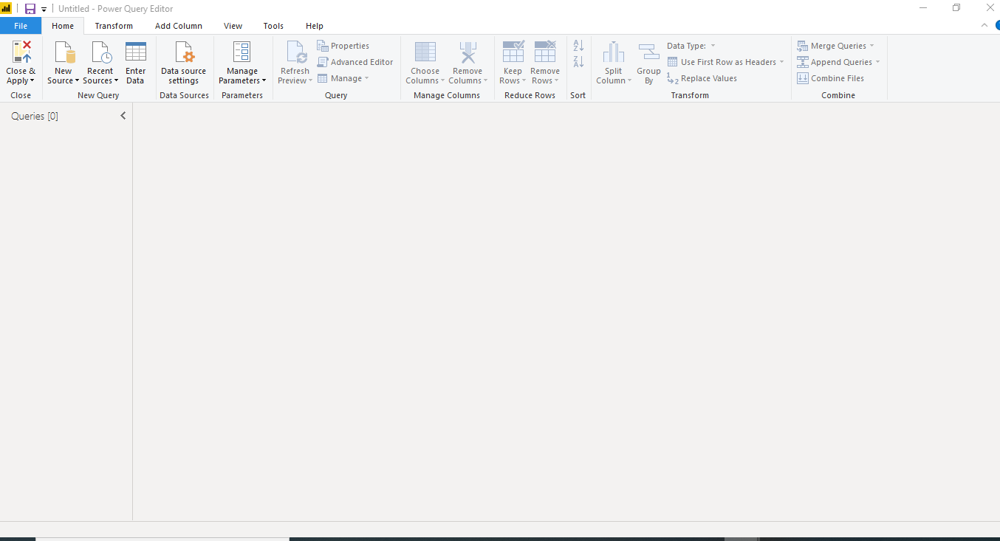 Untitled - Power Query Editor
File Home Transform Add Column View Tools Help
Close & Apply
Close
New Source
Recent Sources
Enter Data
New Query
Data source settings
Data Sources
Manage Parameters
Parameters
Refresh Preview
Properties
Advanced Editor
Manage
Query
Choose Columns
Remove Columns
Manage Columns
Keep Rows
Remove Rows
Reduce Rows
A Z
Z A
Sort
Split Column
Group By
Data Type:
Use First Row as Headers
1 2 Replace Values
Transform
Merge Queries
Append Queries
Combine Files
Combine
Queries [0]